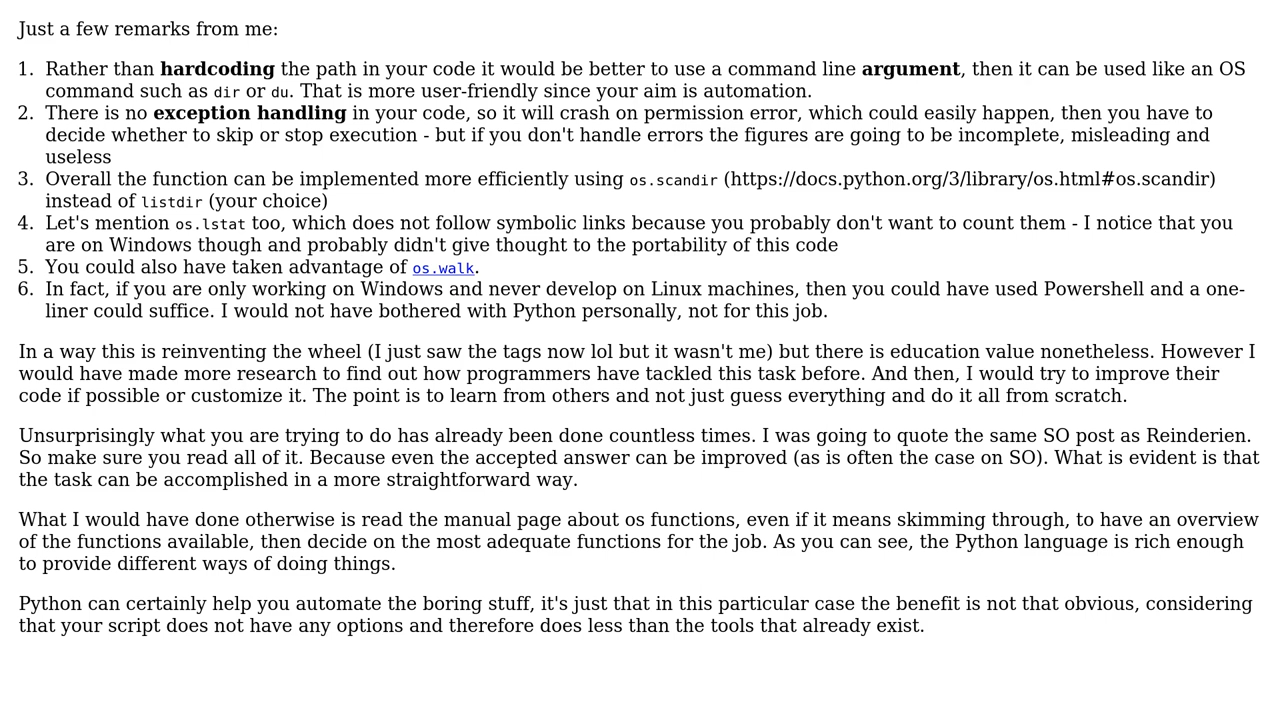 Just a few remarks from me:
1. Rather than hardcoding the path in your code it would be better to use a command line argument, then it can be used like an OS
command such as dir or du. That is more user-friendly since your aim is automation.
2. There is no exception handling in your code, so it will crash on permission error, which could easily happen, then you have to
decide whether to skip or stop execution - but if you don't handle errors the figures are going to be incomplete, misleading and
useless
3. Overall the function can be implemented more efficiently using os.scandir (https://docs.python.org/3/library/os.html#os.scandir)
instead of listdir (your choice)
4. Let's mention os.lstat too, which does not follow symbolic links because you probably don't want to count them - I notice that you
are on Windows though and probably didn't give thought to the portability of this code
5. You could also have taken advantage of os.walk.
6. In fact, if you are only working on Windows and never develop on Linux machines, then you could have used Powershell and a one-
liner could suffice. I would not have bothered with Python personally, not for this job.
In a way this is reinventing the wheel (I just saw the tags now lol but it wasn't me) but there is education value nonetheless. However I
would have made more research to find out how programmers have tackled this task before. And then, I would try to improve their
code if possible or customize it. The point is to learn from others and not just guess everything and do it all from scratch.
Unsurprisingly what you are trying to do has already been done countless times. I was going to quote the same SO post as Reinderien.
So make sure you read all of it. Because even the accepted answer can be improved (as is often the case on SO). What is evident is that
the task can be accomplished in a more straightforward way.
What I would have done otherwise is read the manual page about os functions, even if it means skimming through, to have an overview
of the functions available, then decide on the most adequate functions for the job. As you can see, the Python language is rich enough
to provide different ways of doing things.
Python can certainly help you automate the boring stuff, it's just that in this particular case the benefit is not that obvious, considering
that your script does not have any options and therefore does less than the tools that already exist.